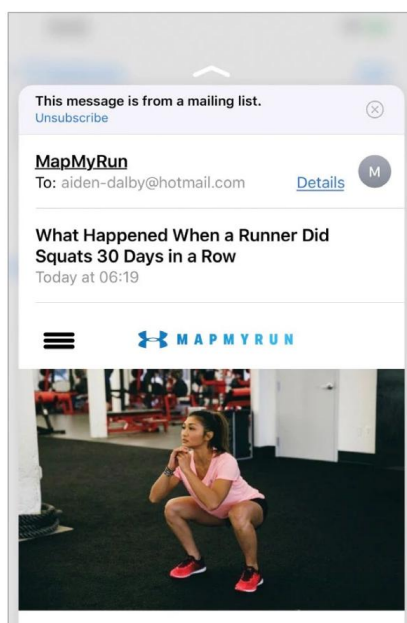 This message is from a mailing list.
Unsubscribe
MapMyRun
To: aiden-dalby@hotmail.com
Details
M
What Happened When a Runner Did
Squats 30 Days in a Row
Today at 06:19
MAPMYRUN